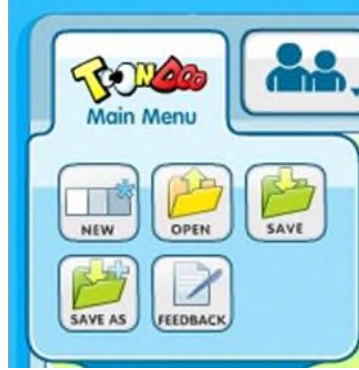 TOONDOO
Main Menu
NEW OPEN SAVE
SAVE AS FEEDBACK